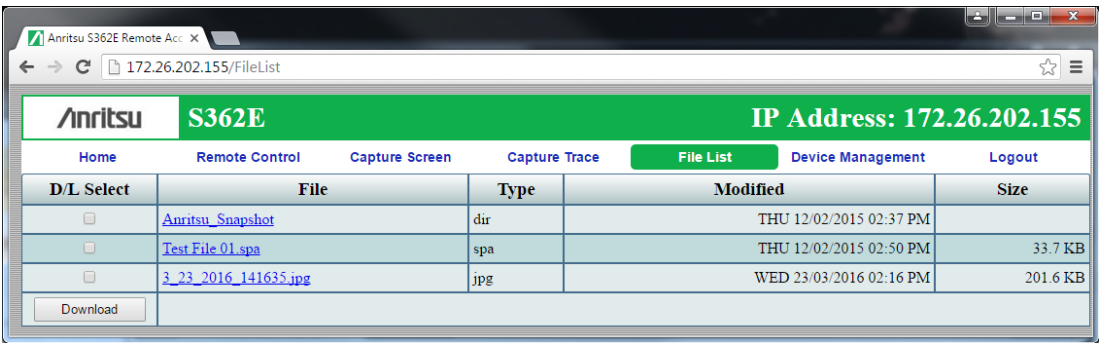 Anritsu S362E Remote Acc
172.26.202.155/FileList
Anritsu S362E IP Address: 172.26.202.155
Home Remote Control Capture Screen Capture Trace File List Device Management Logout
D/L Select File Type Modified Size
Anritsu_Snapshot dir THU 12/02/2015 02:37 PM
Test File 01.spa spa THU 12/02/2015 02:50 PM 33.7 KB
3_23_2016_141635.jpg jpg WED 23/03/2016 02:16 PM 201.6 KB
Download